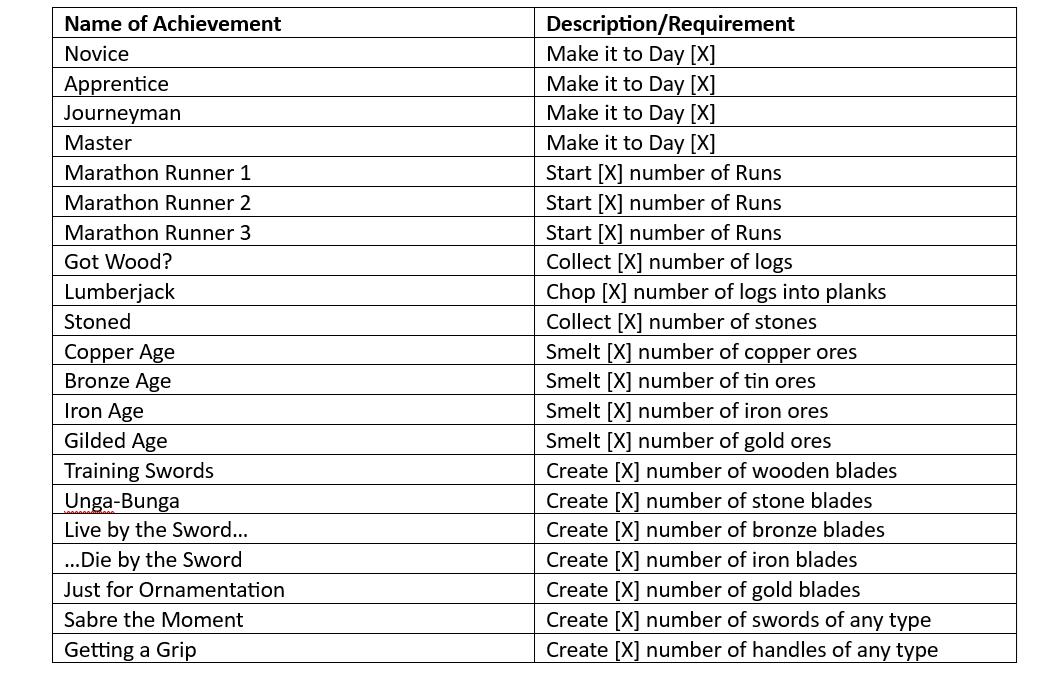 Name of Achievement Description/Requirement
Novice Make it to Day [X]
Apprentice Make it to Day [X]
Journeyman Make it to Day [X]
Master Make it to Day [X]
Marathon Runner 1 Start [X] number of Runs
Marathon Runner 2 Start [X] number of Runs
Marathon Runner 3 Start [X] number of Runs
Got Wood? Collect [X] number of logs
Lumberjack Chop [X] number of logs into planks
Stoned Collect [X] number of stones
Copper Age Smelt [X] number of copper ores
Bronze Age Smelt [X] number of tin ores
Iron Age Smelt [X] number of iron ores
Gilded Age Smelt [X] number of gold ores
Training Swords Create [X] number of wooden blades
Unga-Bunga Create [X] number of stone blades
Live by the Sword... Create [X] number of bronze blades
...Die by the Sword Create [X] number of iron blades
Just for Ornamentation Create [X] number of gold blades
Sabre the Moment Create [X] number of swords of any type
Getting a Grip Create [X] number of handles of any type